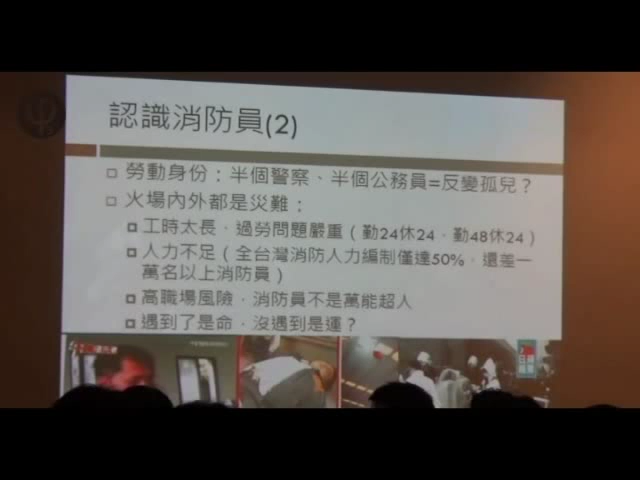 認識消防員(2)
勞動身份：半個警察、半個公務員=反變孤兒？
火場內外都是災難：
工時太長，過勞問題嚴重（勤24休24，勤48休24）
人力不足（全台灣消防人力編制僅達50%，還差一
萬名以上消防員）
高職場風險，消防員不是萬能超人
遇到了是命，沒遇到是運？